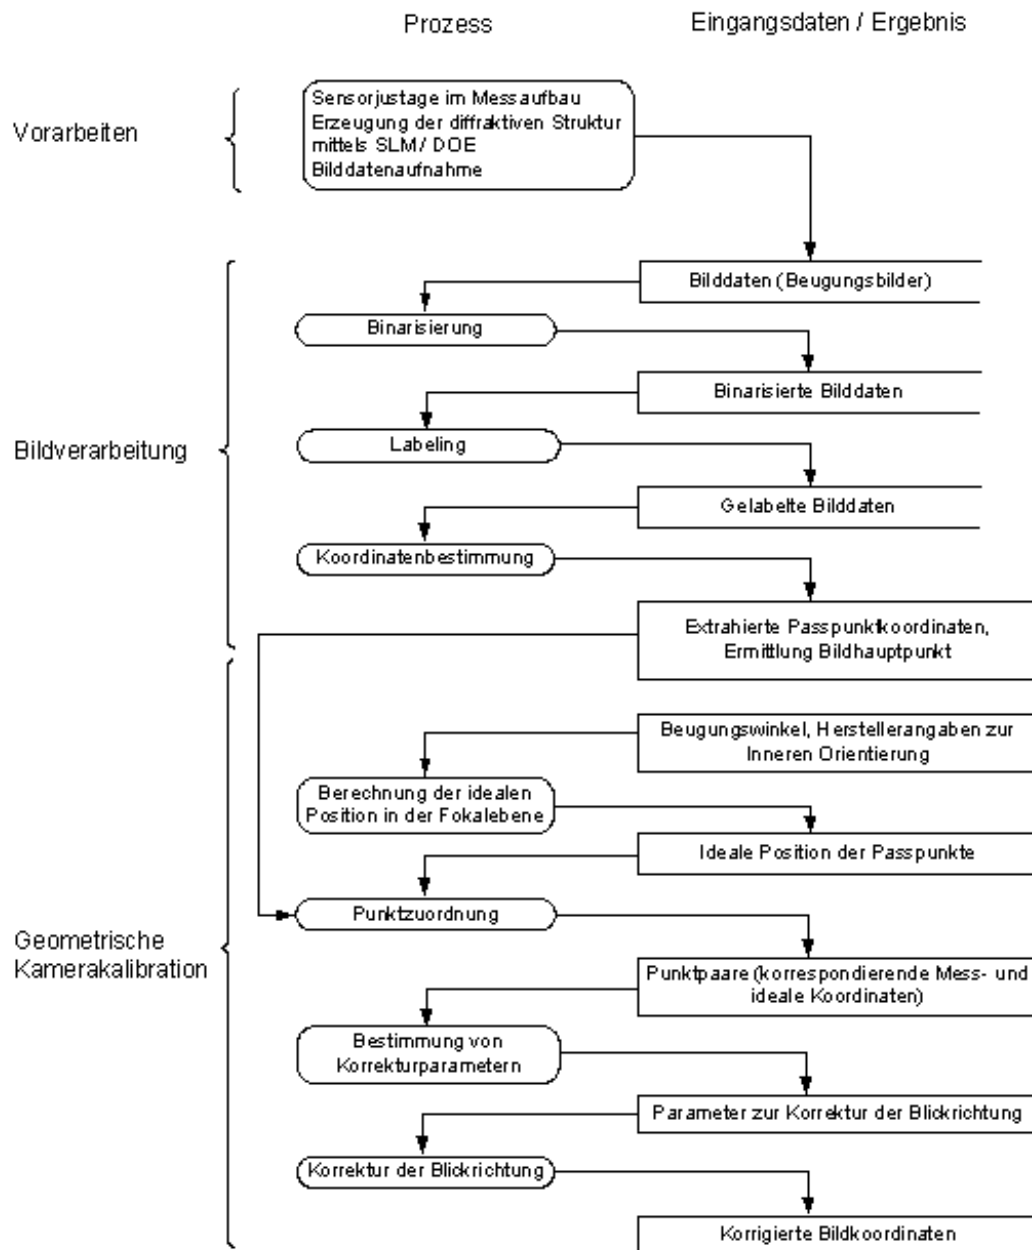 Prozess
Eingangsdaten / Ergebnis
Vorarbeiten
Sensorjustage im Messaufbau
Erzeugung der diffraktiven Struktur
mittels SLM / DOE
Bilddatenaufnahme
Bilddaten (Beugungsbilder)
Binarisierung
Binarisierte Bilddaten
Bildverarbeitung
Labeling
Gelabelte Bilddaten
Koordinatenbestimmung
Extrahierte Passpunktkoordinaten,
Ermittlung Bildhauptpunkt
Beugungswinkel, Herstellerangaben zur
Inneren Orientierung
Berechnung der idealen
Position in der Fokalebene
Ideale Position der Passpunkte
Punktzuordnung
Geometrische
Kamerakalibration
Punktpaare (korrespondierende Mess- und
ideale Koordinaten)
Bestimmung von
Korrekturparametern
Parameter zur Korrektur der Blickrichtung
Korrektur der Blickrichtung
Korrigierte Bildkoordinaten